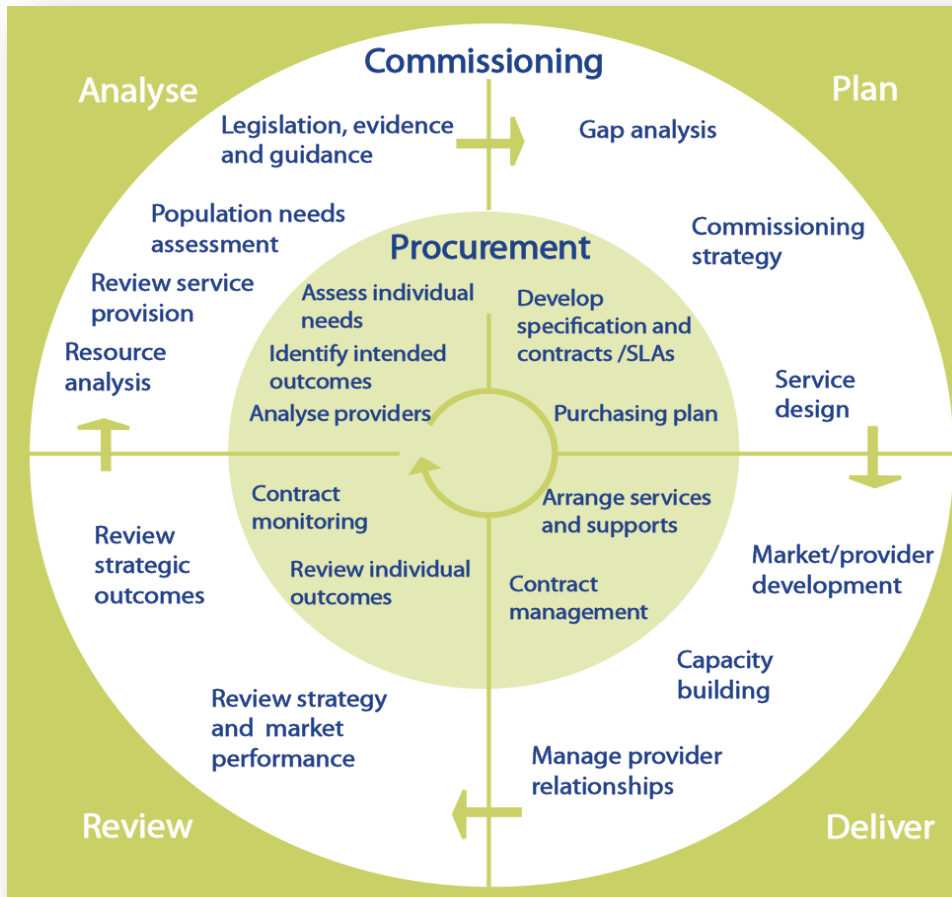 Commissioning
Analyse
Plan
Legislation, evidence
and guidance
Gap analysis
Population needs
assessment
Commissioning
strategy
Review service
provision
Resource
analysis
Service
design
Procurement
Assess individual
needs
Develop
specification and
contracts /SLAs
Identify intended
outcomes
Analyse providers
Purchasing plan
Contract
monitoring
Arrange services
and supports
Review individual
outcomes
Contract
management
Review
strategic
outcomes
Market/provider
development
Capacity
building
Review strategy
and market
performance
Manage provider
relationships
Review
Deliver